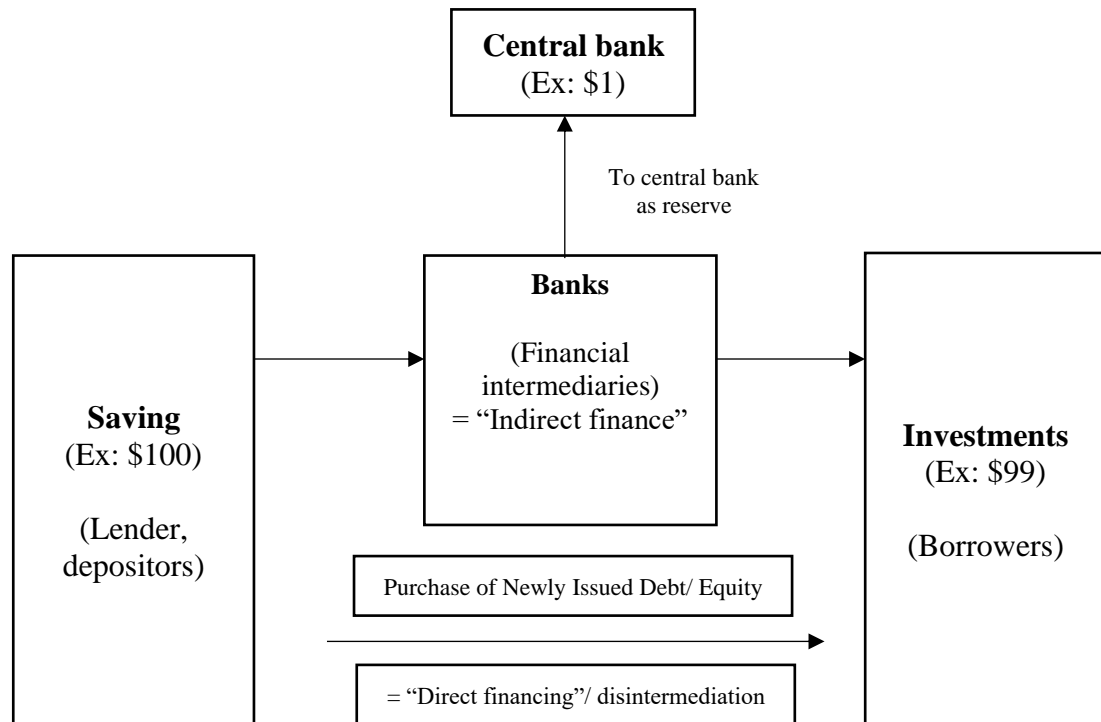 Central bank
(Ex: $1)
To central bank
as reserve
Banks
(Financial
intermediaries)
= “Indirect finance”
Saving
(Ex: $100)
(Lender,
depositors)
Investments
(Ex: $99)
(Borrowers)
Purchase of Newly Issued Debt/ Equity
= “Direct financing”/ disintermediation